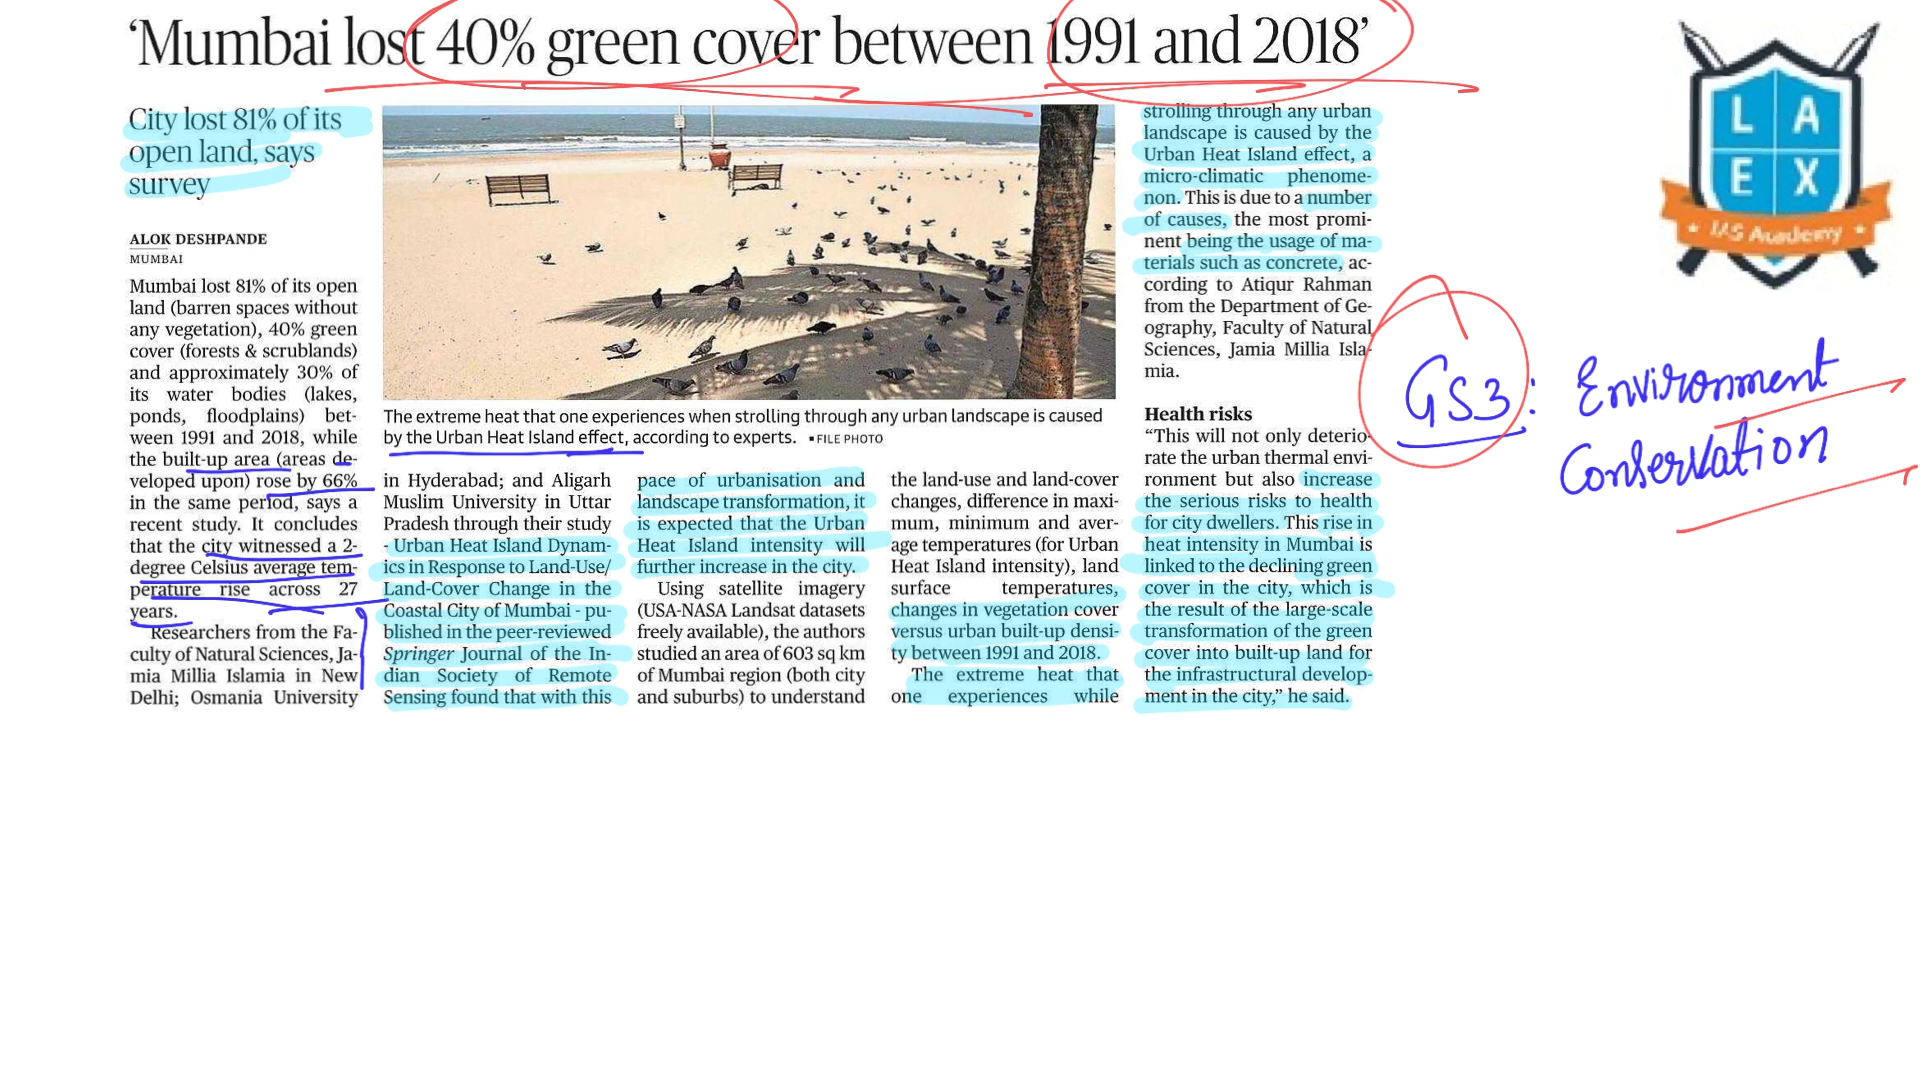 ‘Mumbai lost 40% green cover between 1991 and 2018’
City lost 81% of its
open land, says
survey
ALOK DESHPANDE
MUMBAI
Mumbai lost 81% of its open
land (barren spaces without
any vegetation), 40% green
cover (forests & scrublands)
and approximately 30% of
its water bodies (lakes,
ponds, floodplains) bet-
ween 1991 and 2018, while
the built-up area (areas de-
veloped upon) rose by 66%
in the same period, says a
recent study. It concludes
that the city witnessed a 2-
degree Celsius average tem-
perature rise across 27
years.
Researchers from the Fa-
culty of Natural Sciences, Ja-
mia Millia Islamia in New
Delhi; Osmania University
The extreme heat that one experiences when strolling through any urban landscape is caused
by the Urban Heat Island effect, according to experts. ▪FILE PHOTO
in Hyderabad; and Aligarh
Muslim University in Uttar
Pradesh through their study
- Urban Heat Island Dynam-
ics in Response to Land-Use/
Land-Cover Change in the
Coastal City of Mumbai - pu-
blished in the peer-reviewed
Springer Journal of the In-
dian Society of Remote
Sensing found that with this
pace of urbanisation and
landscape transformation, it
is expected that the Urban
Heat Island intensity will
further increase in the city.
Using satellite imagery
(USA-NASA Landsat datasets
freely available), the authors
studied an area of 603 sq km
of Mumbai region (both city
and suburbs) to understand
the land-use and land-cover
changes, difference in maxi-
mum, minimum and aver-
age temperatures (for Urban
Heat Island intensity), land
surface temperatures,
changes in vegetation cover
versus urban built-up densi-
ty between 1991 and 2018.
The extreme heat that
one experiences while
strolling through any urban
landscape is caused by the
Urban Heat Island effect, a
micro-climatic phenome-
non. This is due to a number
of causes, the most promi-
nent being the usage of ma-
terials such as concrete, ac-
cording to Atiqur Rahman
from the Department of Ge-
ography, Faculty of Natural
Sciences, Jamia Millia Isla-
mia.
Health risks
“This will not only deterio-
rate the urban thermal envi-
ronment but also increase
the serious risks to health
for city dwellers. This rise in
heat intensity in Mumbai is
linked to the declining green
cover in the city, which is
the result of the large-scale
transformation of the green
cover into built-up land for
the infrastructural develop-
ment in the city,” he said.
L A
E X
IAS Academy
GS3: Environment
Conservation